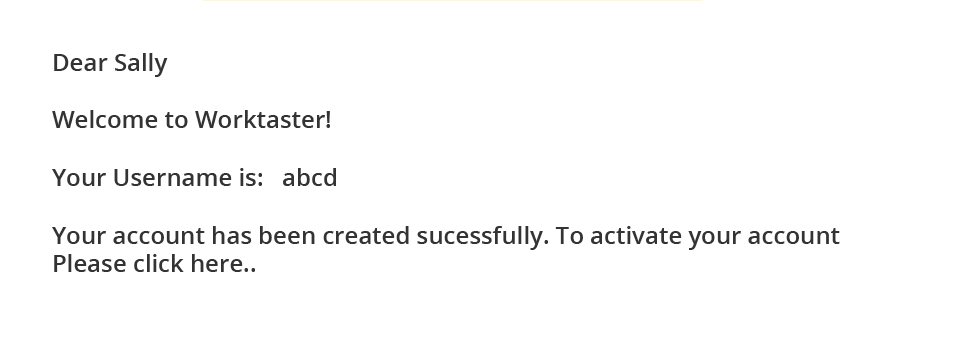 Dear Sally
Welcome to Worktaster!
Your Username is: abcd
Your account has been created sucessfully. To activate your account
Please click here..